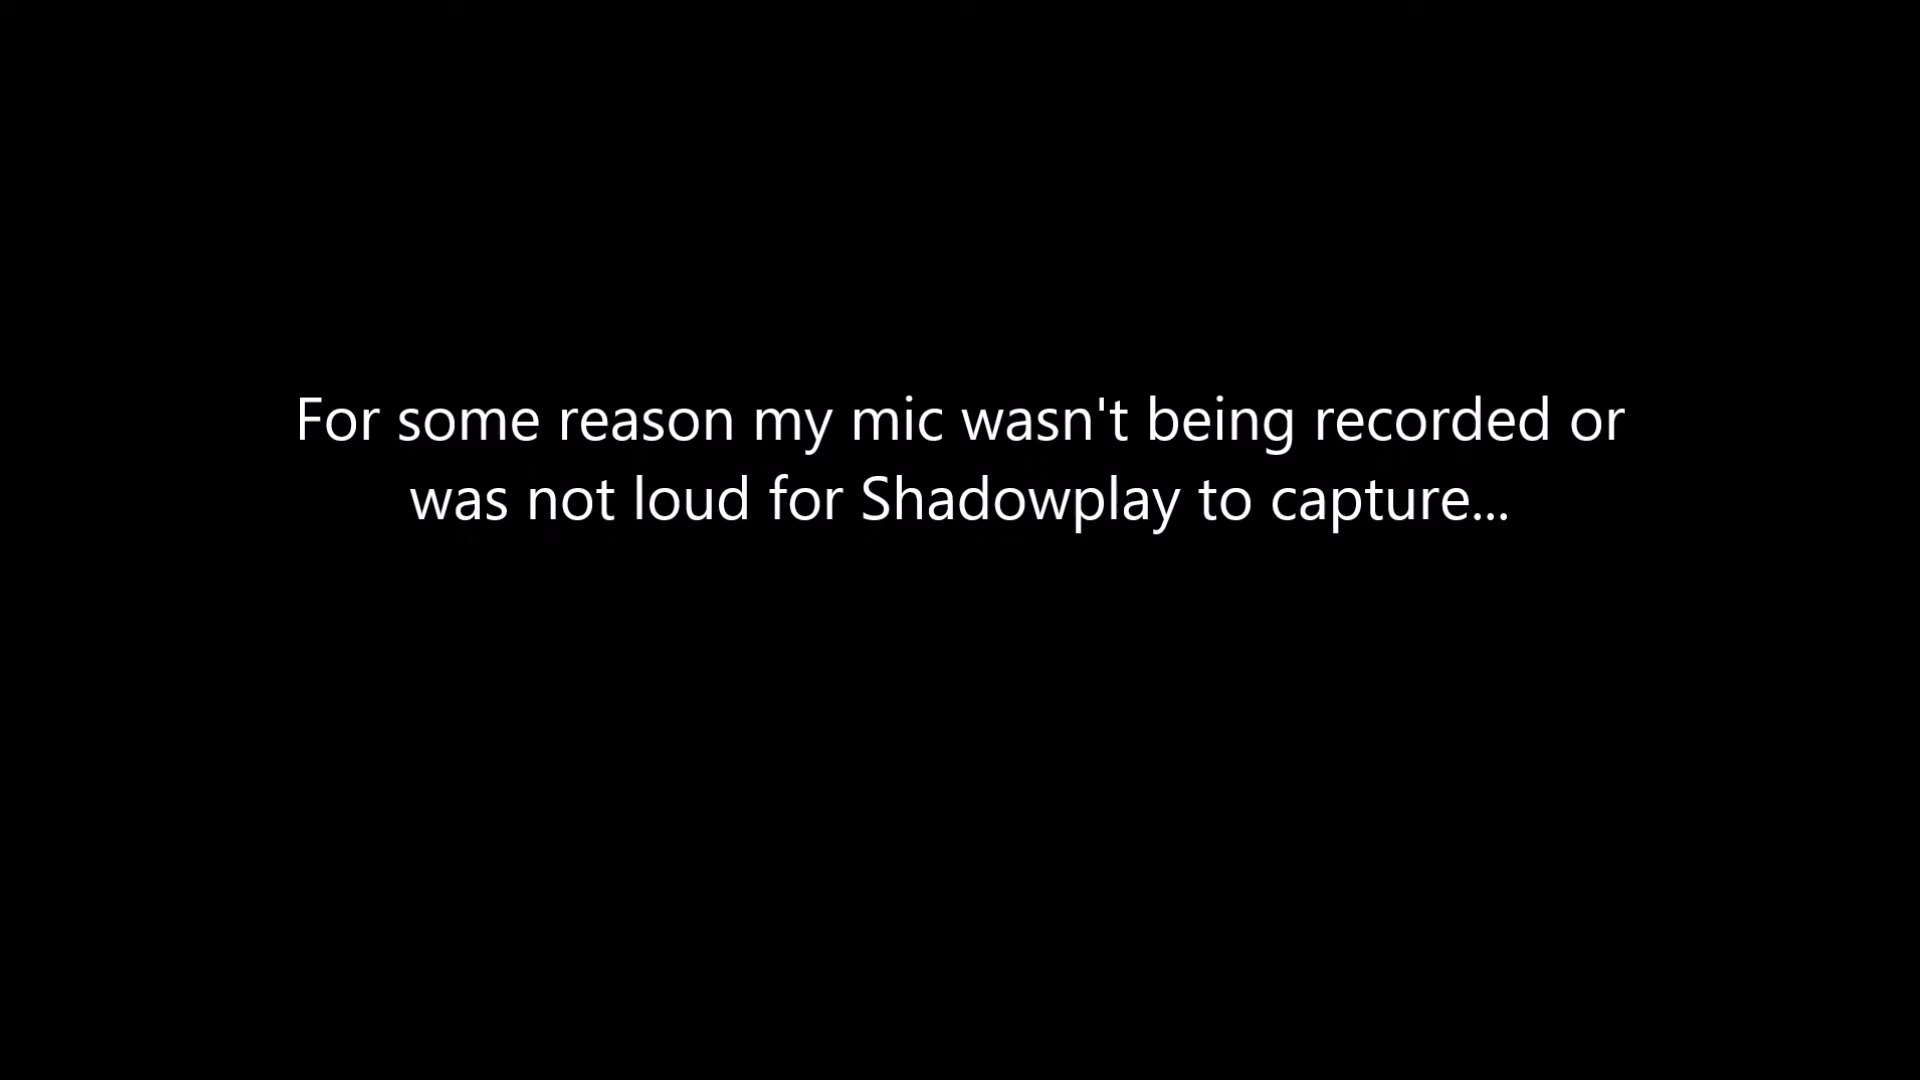 For some reason my mic wasn't being recorded or
was not loud for Shadowplay to capture...